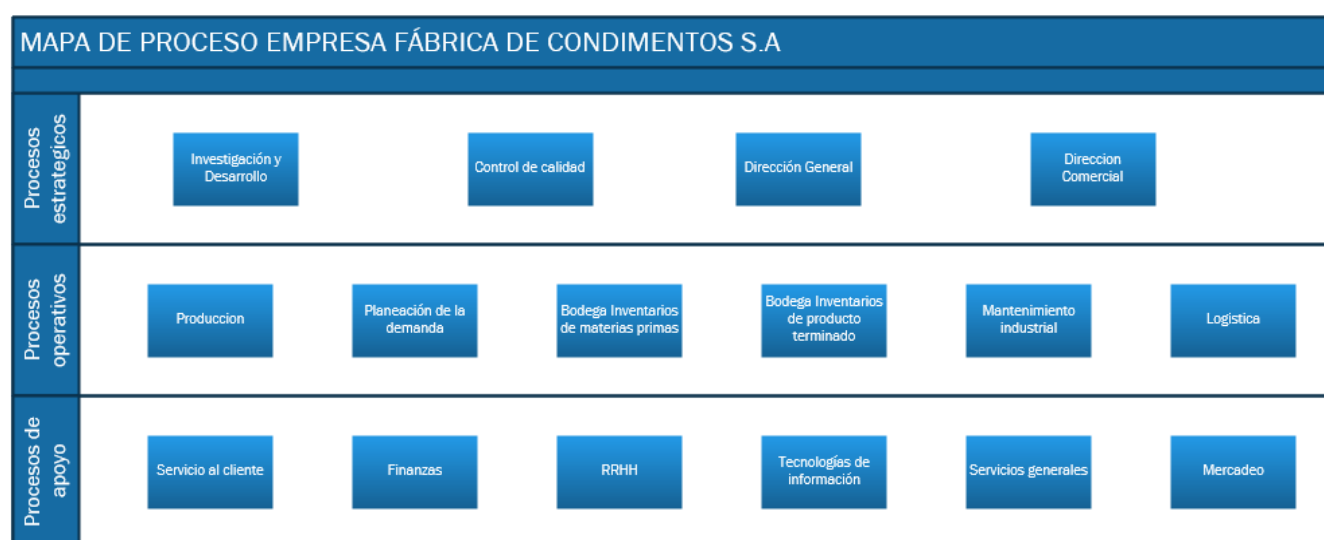 MAPA DE PROCESO EMPRESA FÁBRICA DE CONDIMENTOS S.A
Procesos
estrategicos
Investigación y
Desarrollo
Control de calidad
Dirección General
Direccion
Comercial
Procesos
operativos
Produccion
Planeación de la
demanda
Bodega Inventarios
de materias primas
Bodega Inventarios
de producto
terminado
Mantenimiento
industrial
Logistica
Procesos de
apoyo
Servicio al cliente
Finanzas
RRHH
Tecnologías de
información
Servicios generales
Mercadeo